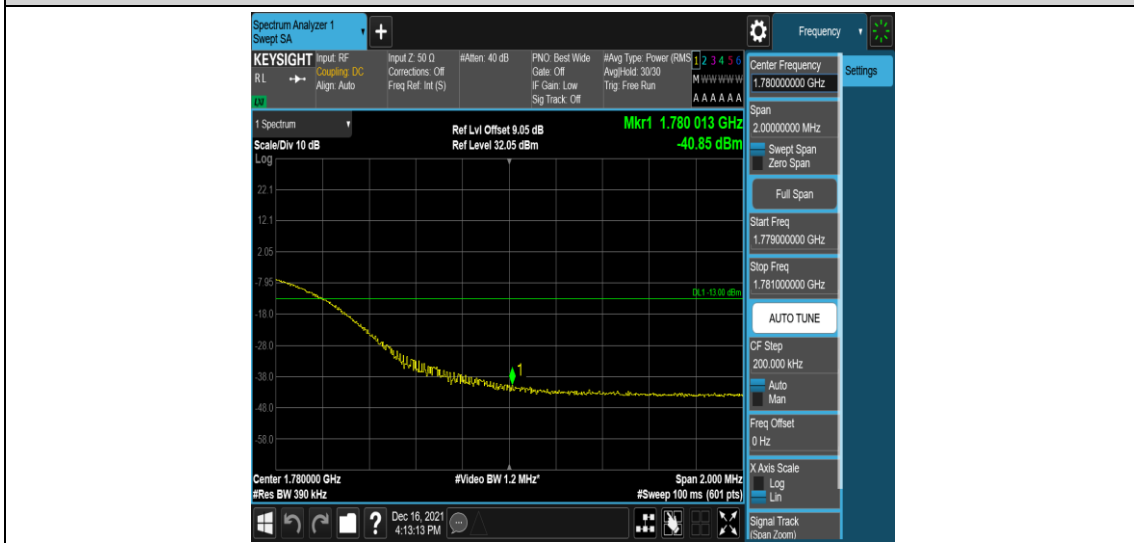 Spectrum Analyzer 1
Swept SA
+
Frequency
KEYSIGHT
RL
LXI
Input: RF
Coupling: DC
Align: Auto
Input Z: 50 Ω
Corrections: Off
Freq Ref: Int (S)
#Atten: 40 dB
PNO: Best Wide
Gate: Off
IF Gain: Low
Sig Track: Off
#Avg Type: Power (RMS
Avg|Hold: 30/30
Trig: Free Run
1 2 3 4 5 6
M W W W W W
A A A A A A
Center Frequency
1.780000000 GHz
Settings
1 Spectrum
Scale/Div 10 dB
Log
Ref Lvl Offset 9.05 dB
Ref Level 32.05 dBm
Mkr1 1.780 013 GHz
-40.85 dBm
Span
2.00000000 MHz
Swept Span
Zero Span
Full Span
Start Freq
1.779000000 GHz
Stop Freq
1.781000000 GHz
AUTO TUNE
CF Step
200.000 kHz
Auto
Man
Freq Offset
0 Hz
X Axis Scale
Log
Lin
Signal Track
(Span Zoom)
22.1
12.1
2.05
-7.95
DL1 -13.00 dBm
-18.0
-28.0
-38.0
1
-48.0
-58.0
Center 1.780000 GHz
#Video BW 1.2 MHz*
Span 2.000 MHz
#Res BW 390 kHz
#Sweep 100 ms (601 pts)
?
Dec 16, 2021
4:13:13 PM